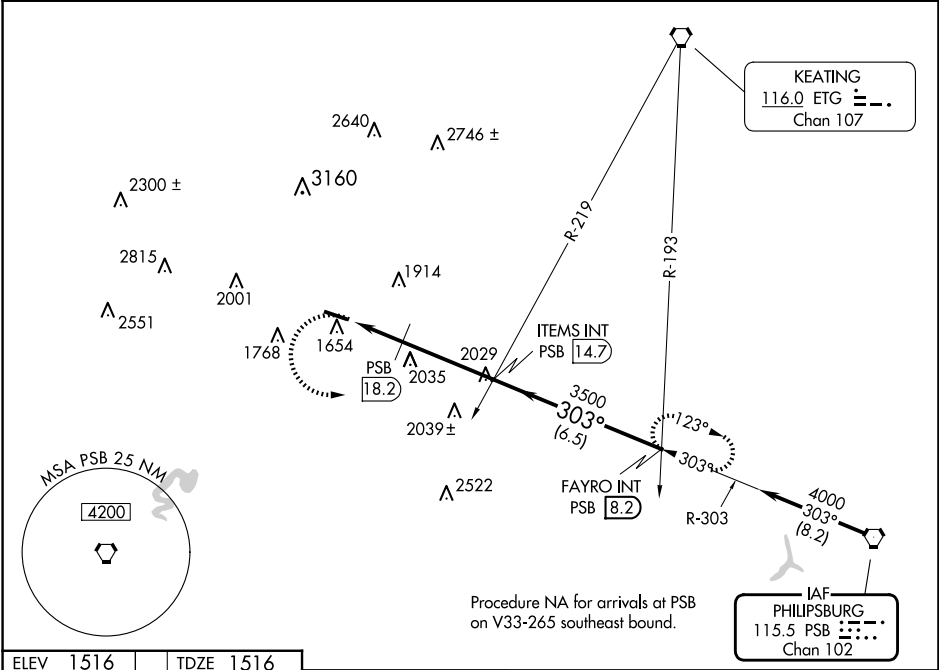 KEATING
116.0 ETG
Chan 107
2640
2746 ±
3160
2300 ±
R-219
R-193
2815
2001
1914
2551
ITEMS INT
PSB 14.7
1768
1654
PSB
18.2
2035
2029
3500
303°
(6.5)
2039 ±
123°
303°
MSA PSB 25 NM
4200
2522
FAYRO INT
PSB 8.2
R-303
4000
303°
(8.2)
Procedure NA for arrivals at PSB
on V33-265 southeast bound.
IAF
PHILIPSBURG
115.5 PSB
Chan 102
ELEV 1516
TDZE 1516